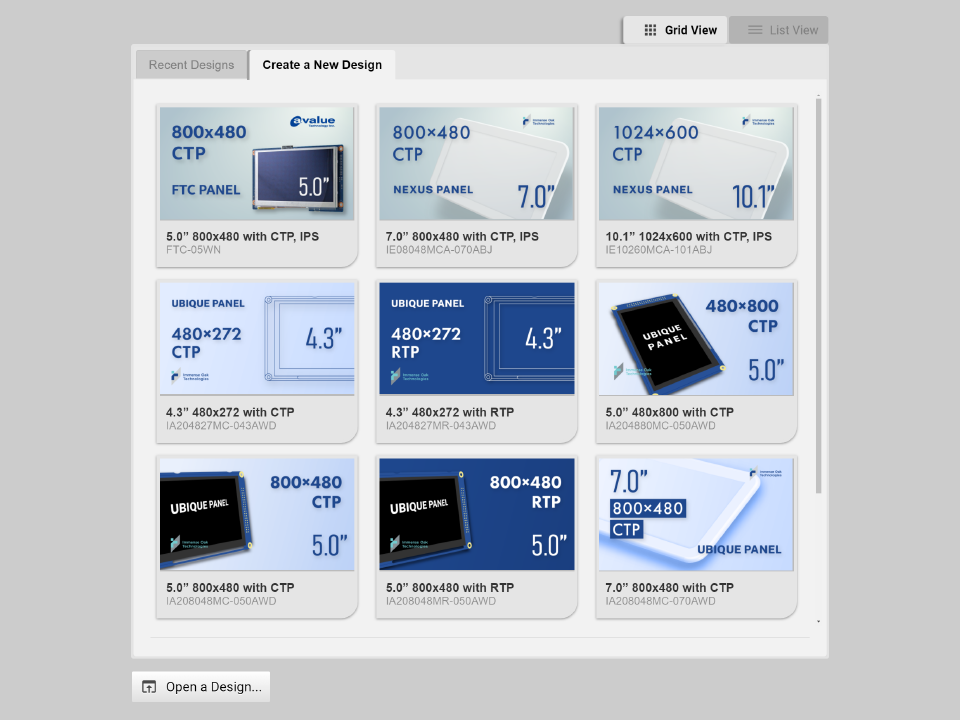 Grid View
List View
Recent Designs
Create a New Design
800x480
CTP
FTC PANEL
avalue
Technology Inc.
5.0”
5.0” 800x480 with CTP, IPS
FTC-05WN
800×480
CTP
NEXUS PANEL
Immense Oak
Technologies
7.0”
7.0” 800x480 with CTP, IPS
IE08048MCA-070ABJ
1024×600
CTP
NEXUS PANEL
Immense Oak
Technologies
10.1”
10.1” 1024x600 with CTP, IPS
IE10260MCA-101ABJ
UBIQUE PANEL
480×272
CTP
Immense Oak
Technologies
4.3”
4.3” 480x272 with CTP
IA204827MC-043AWD
UBIQUE PANEL
480×272
RTP
Immense Oak
Technologies
4.3”
4.3” 480x272 with RTP
IA204827MR-043AWD
UBIQUE
PANEL
Immense Oak
Technologies
480×800
CTP
5.0”
5.0” 480x800 with CTP
IA204880MC-050AWD
UBIQUE PANEL
Immense Oak
Technologies
800×480
CTP
5.0”
5.0” 800x480 with CTP
IA208048MC-050AWD
UBIQUE PANEL
Immense Oak
Technologies
800×480
RTP
5.0”
5.0” 800x480 with RTP
IA208048MR-050AWD
7.0”
800×480
CTP
Immense Oak
Technologies
UBIQUE PANEL
7.0” 800x480 with CTP
IA208048MC-070AWD
Open a Design...